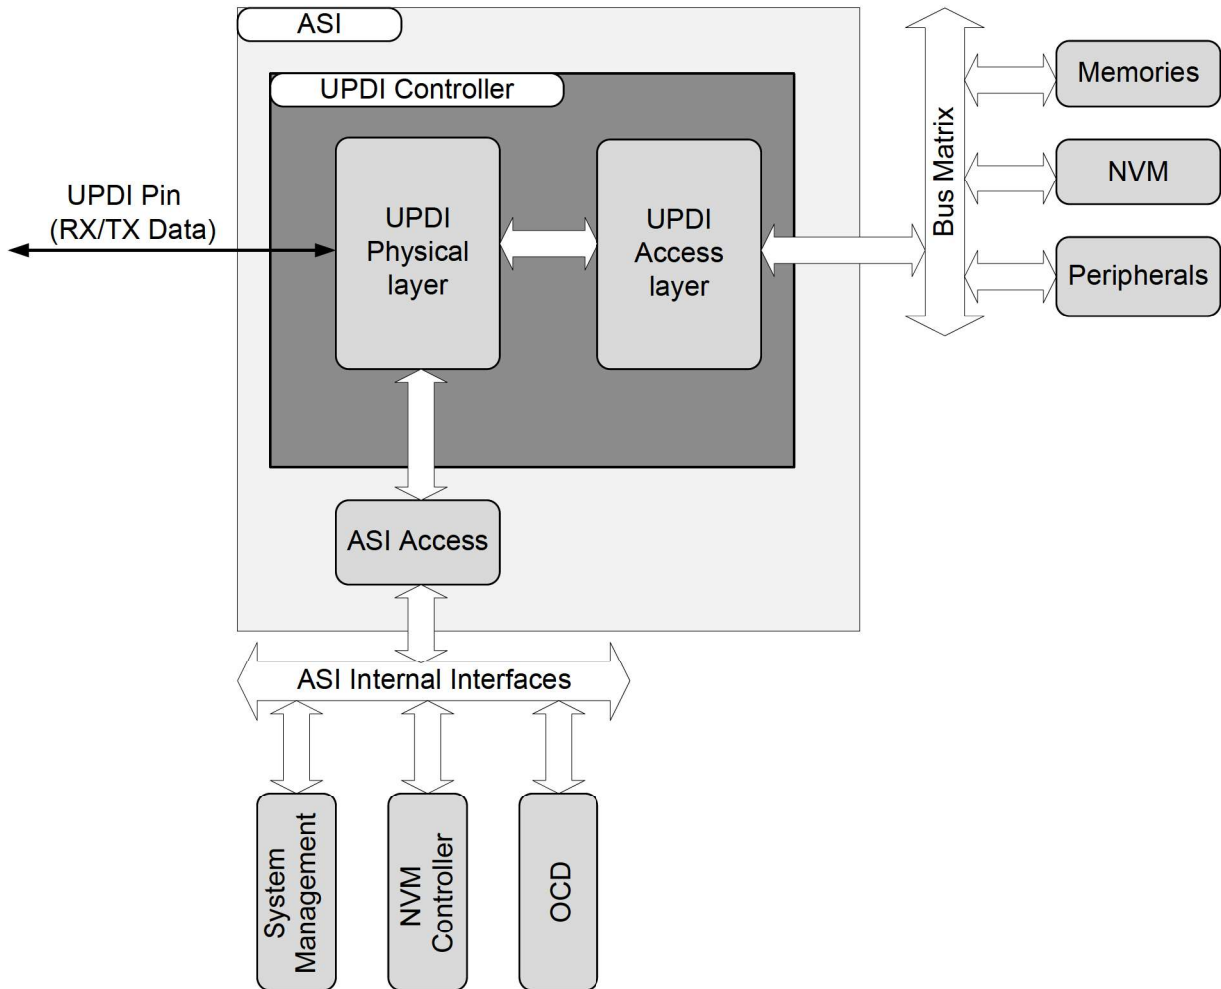 ASI
UPDI Controller
UPDI Pin
(RX/TX Data)
UPDI
Physical
layer
UPDI
Access
layer
Bus Matrix
Memories
NVM
Peripherals
ASI Access
ASI Internal Interfaces
System
Management
NVM
Controller
OCD